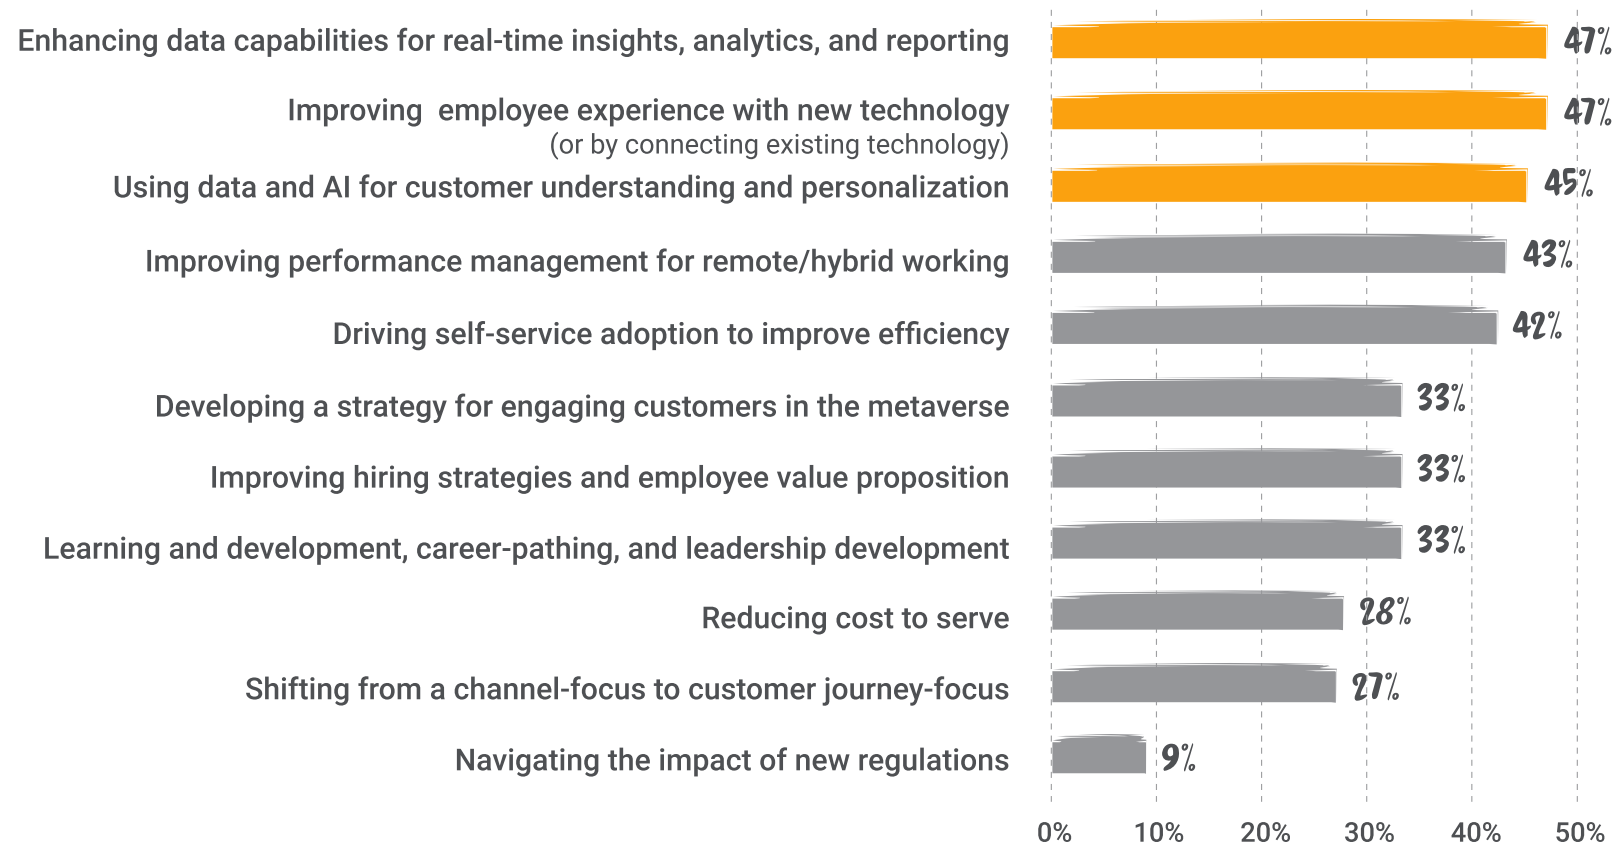 Enhancing data capabilities for real-time insights, analytics, and reporting 47%
Improving employee experience with new technology 47%
(or by connecting existing technology)
Using data and AI for customer understanding and personalization 45%
Improving performance management for remote/hybrid working 43%
Driving self-service adoption to improve efficiency 42%
Developing a strategy for engaging customers in the metaverse 33%
Improving hiring strategies and employee value proposition 33%
Learning and development, career-pathing, and leadership development 33%
Reducing cost to serve 28%
Shifting from a channel-focus to customer journey-focus 27%
Navigating the impact of new regulations 9%
0% 10% 20% 30% 40% 50%